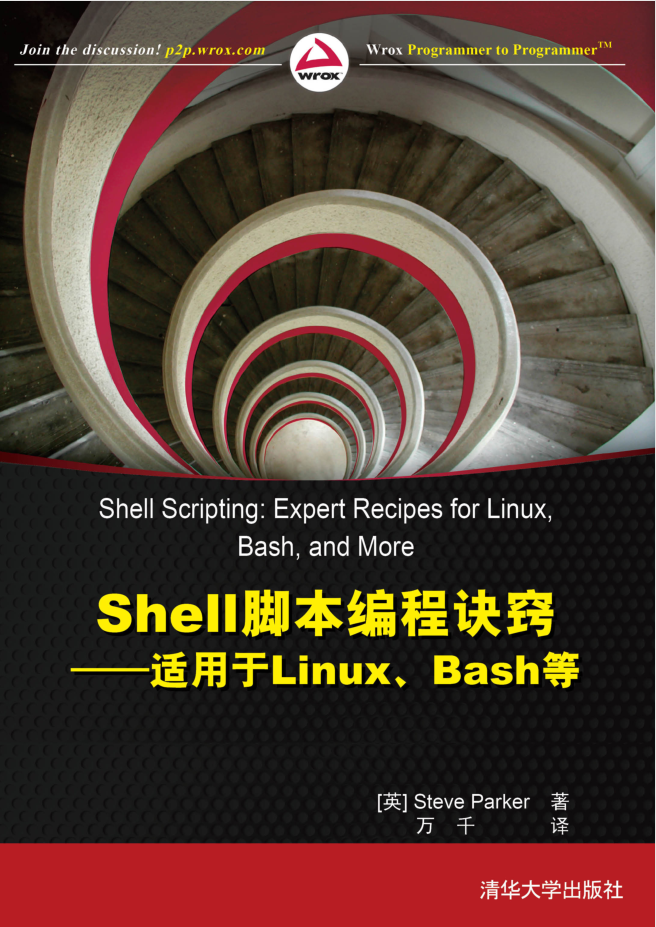 Join the discussion! p2p.wrox.com
wrox™
Wrox Programmer to Programmer™
Shell Scripting: Expert Recipes for Linux,
Bash, and More
Shell脚本编程诀窍
——适用于Linux、Bash等
[英] Steve Parker 著
万 千 译
清华大学出版社